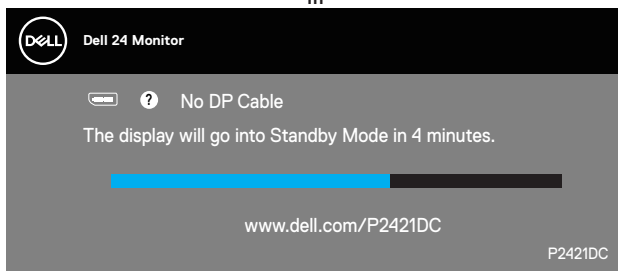 DELL
Dell 24 Monitor
? No DP Cable
The display will go into Standby Mode in 4 minutes.
www.dell.com/P2421DC
P2421DC